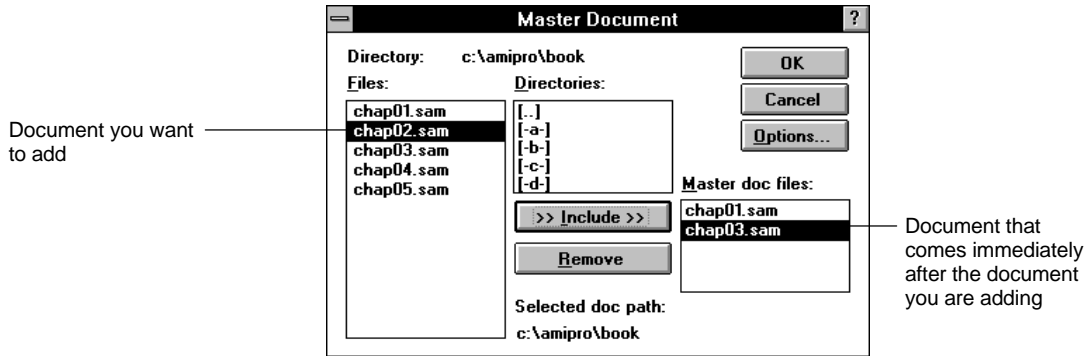 Master Document
?
Directory: c:\amipro\book
Files:
chap01.sam
chap02.sam
chap03.sam
chap04.sam
chap05.sam
Directories:
[..]
[-a-]
[-b-]
[-c-]
[-d-]
OK
Cancel
Options...
>> Include >>
Remove
Master doc files:
chap01.sam
chap03.sam
Selected doc path:
c:\amipro\book
Document you want
to add
Document that
comes immediately
after the document
you are adding